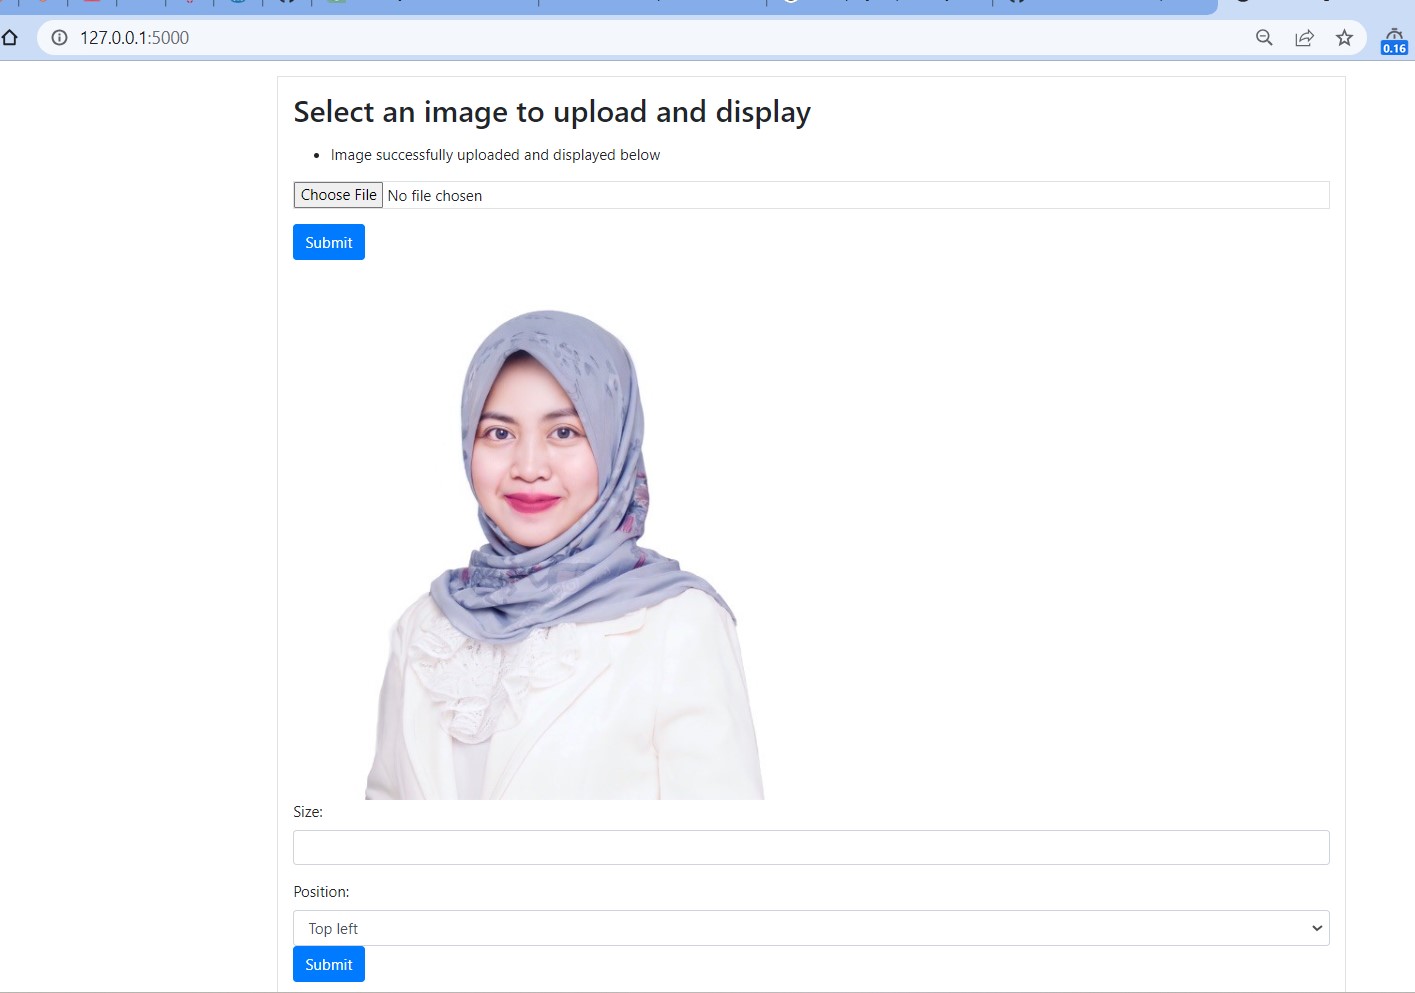 127.0.0.1:5000
0.16
Select an image to upload and display
Image successfully uploaded and displayed below
Choose File No file chosen
Submit
Size:
Position:
Top left
Submit